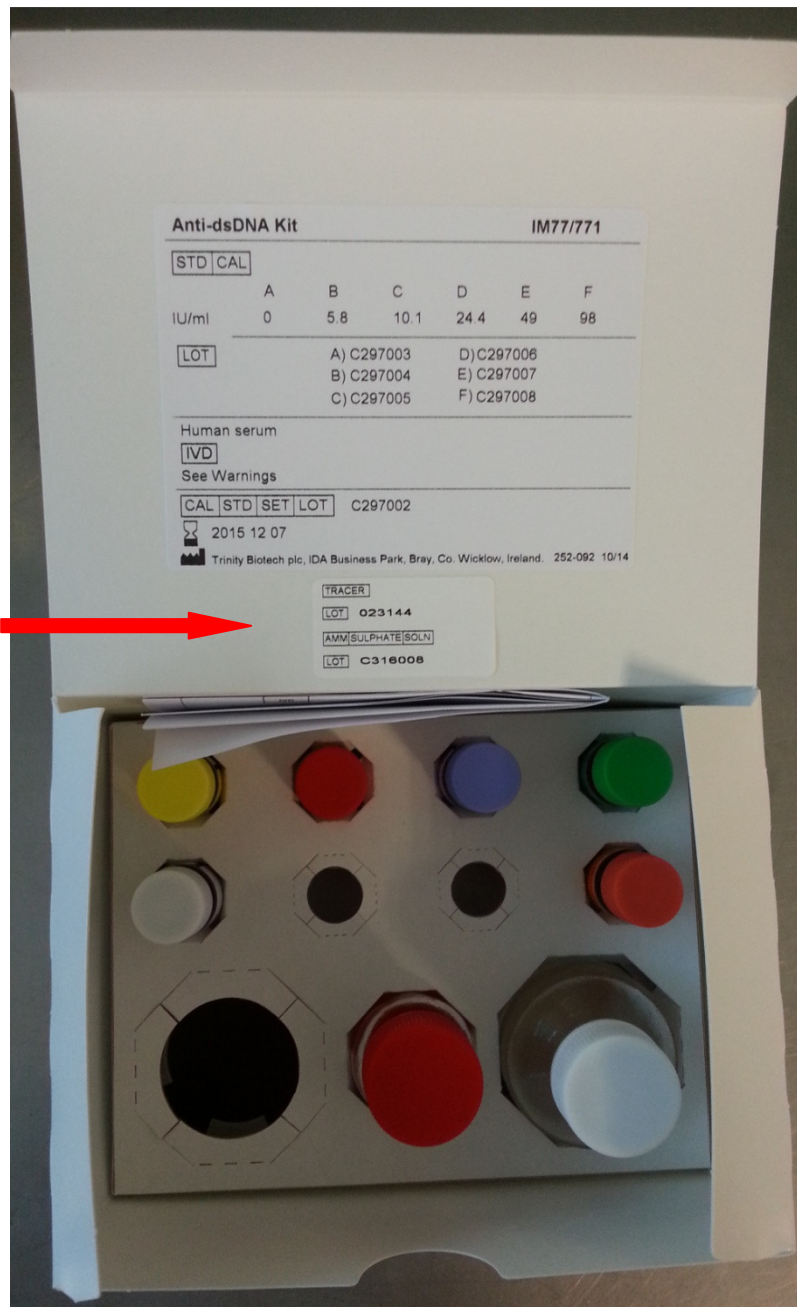 Anti-dsDNA Kit IM77/771
STD CAL
A B C D E F
IU/ml 0 5.8 10.1 24.4 49 98
LOT A) C297003 D) C297006
B) C297004 E) C297007
C) C297005 F) C297008
Human serum
IVD
See Warnings
CAL STD SET LOT C297002
2015 12 07
Trinity Biotech plc, IDA Business Park, Bray, Co. Wicklow, Ireland. 252-092 10/14
TRACER
LOT 023144
AMM SULPHATE SOLN
LOT C316008